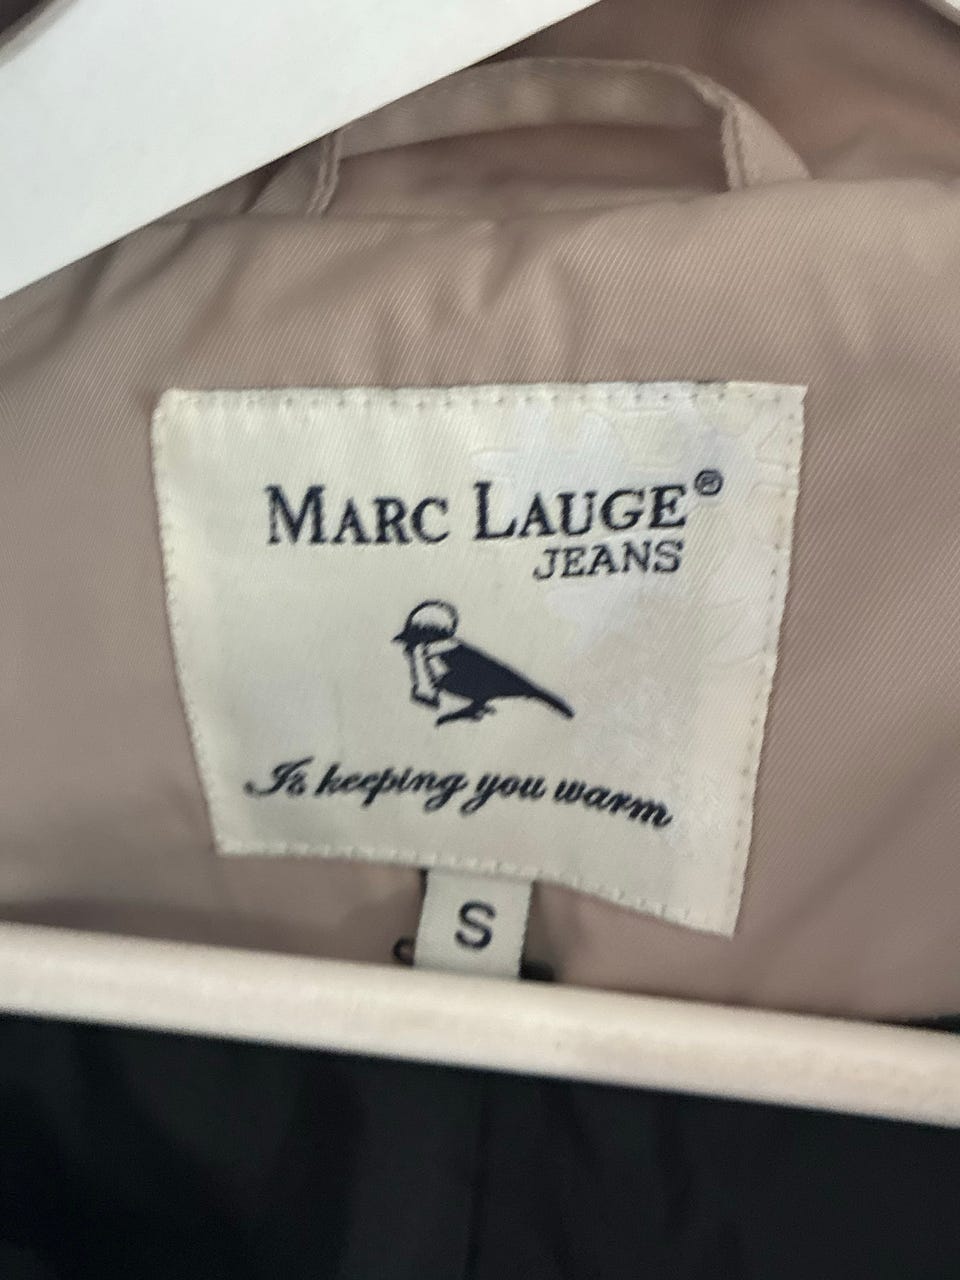 MARC LAUGE®
JEANS
Is keeping you warm
S